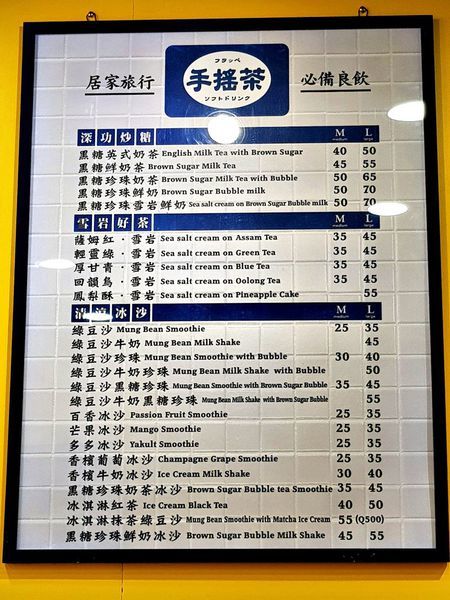 フラッペ
居家旅行 手搖茶 必備良飲
ソフトドリンク
深功炒糖 M medium L large
黑糖英式奶茶 English Milk Tea with Brown Sugar 40 50
黑糖鮮奶茶 Brown Sugar Milk Tea 45 55
黑糖珍珠奶茶 Brown Sugar Milk Tea with Bubble 50 65
黑糖珍珠鮮奶 Brown Sugar Bubble milk 50 70
黑糖珍珠雪岩鮮奶 Sea salt cream on Brown Sugar Bubble milk 50 70
雪岩好茶 M medium L large
薩姆紅·雪岩 Sea salt cream on Assam Tea 35 45
輕靈綠·雪岩 Sea salt cream on Green Tea 35 45
厚甘青·雪岩 Sea salt cream on Blue Tea 35 45
回韻烏·雪岩 Sea salt cream on Oolong Tea 35 45
鳳梨酥·雪岩 Sea salt cream on Pineapple Cake 55
清涼冰沙 M medium L large
綠豆沙 Mung Bean Smoothie 25 35
綠豆沙牛奶 Mung Bean Milk Shake 45
綠豆沙珍珠 Mung Bean Smoothie with Bubble 30 40
綠豆沙牛奶珍珠 Mung Bean Milk Shake with Bubble 50
綠豆沙黑糖珍珠 Mung Bean Smoothie with Brown Sugar Bubble 35 45
綠豆沙牛奶黑糖珍珠 Mung Bean Milk Shake with Brown Sugar Bubble 55
百香冰沙 Passion Fruit Smoothie 25 35
芒果冰沙 Mango Smoothie 25 35
多多冰沙 Yakult Smoothie 25 35
香檳葡萄冰沙 Champagne Grape Smoothie 25 35
香檳牛奶冰沙 Ice Cream Milk Shake 30 40
黑糖珍珠奶茶冰沙 Brown Sugar Bubble tea Smoothie 35 45
冰淇淋紅茶 Ice Cream Black Tea 40 50
冰淇淋抹茶綠豆沙 Mung Bean Smoothie with Matcha Ice Cream 55 (Q500)
黑糖珍珠鮮奶冰沙 Brown Sugar Bubble Milk Shake 45 55